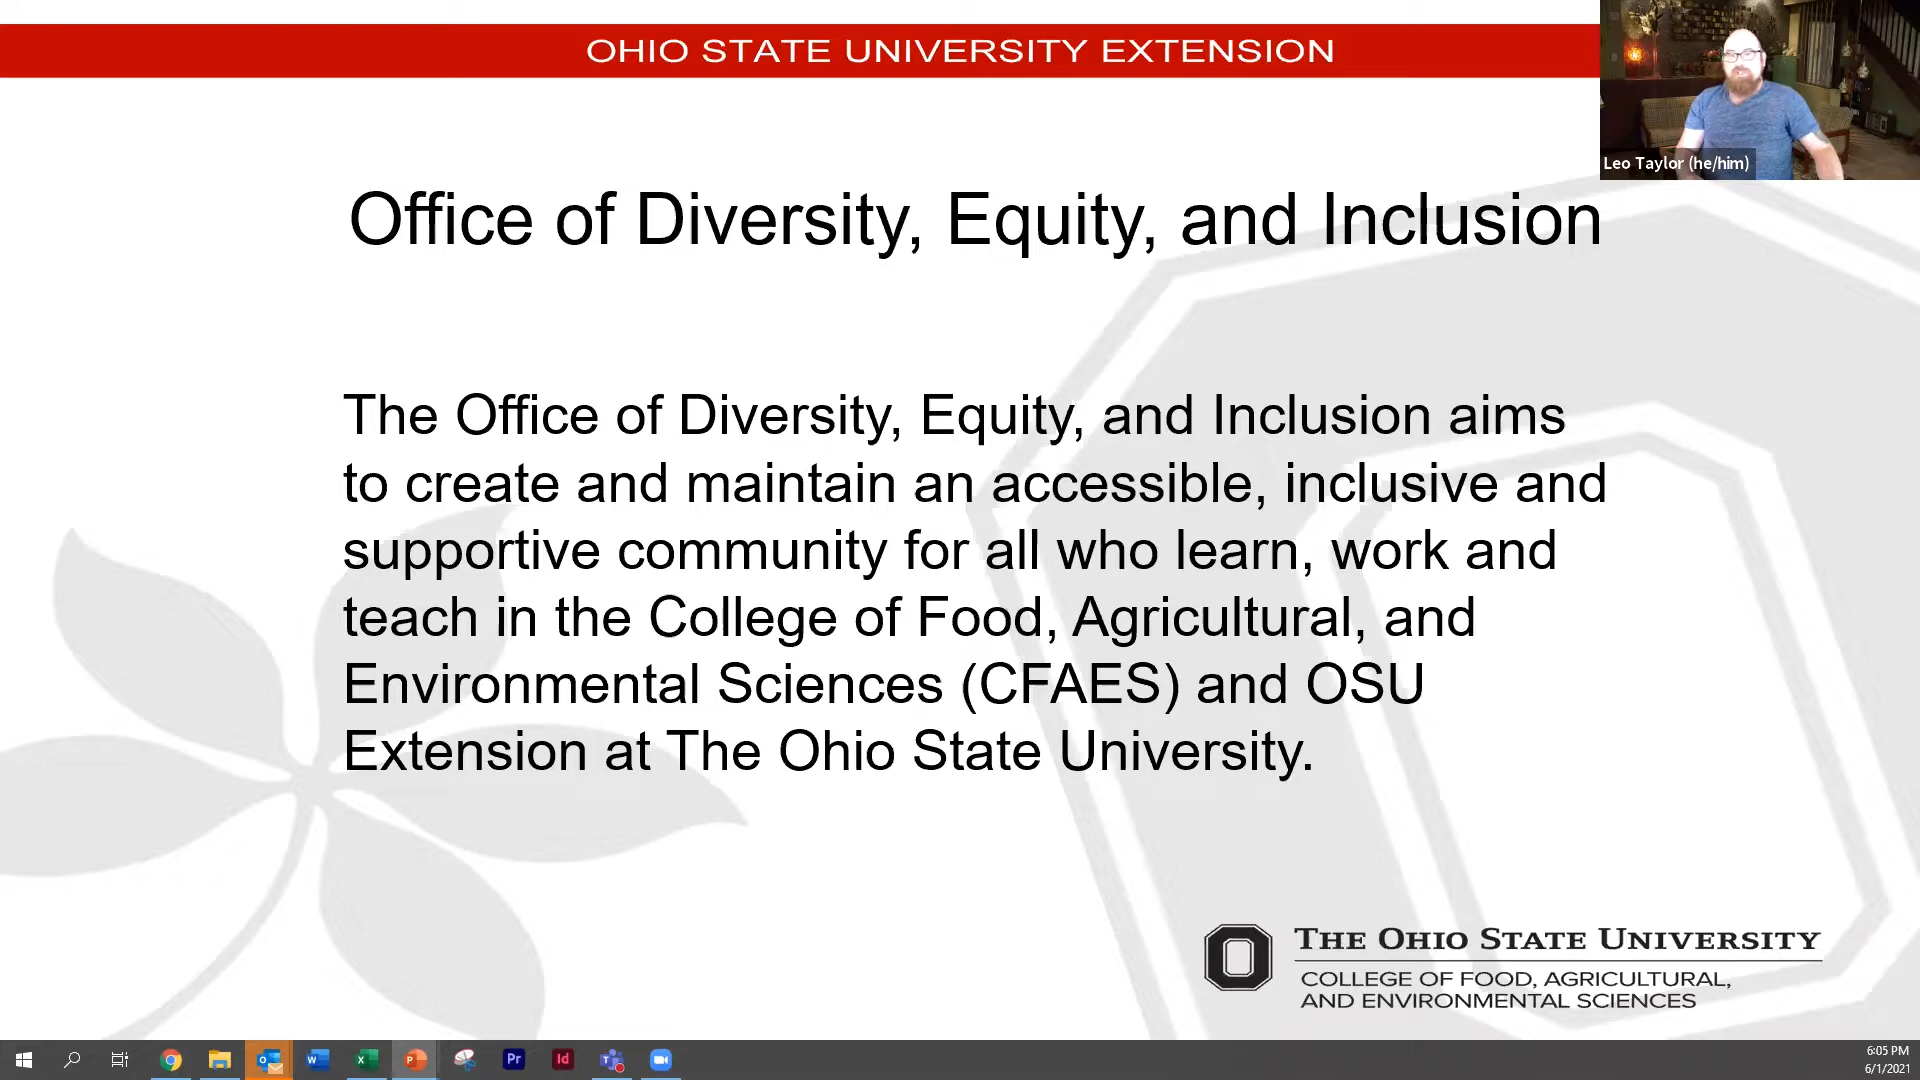 OHIO STATE UNIVERSITY EXTENSION
Leo Taylor (he/him)
Office of Diversity, Equity, and Inclusion
The Office of Diversity, Equity, and Inclusion aims
to create and maintain an accessible, inclusive and
supportive community for all who learn, work and
teach in the College of Food, Agricultural, and
Environmental Sciences (CFAES) and OSU
Extension at The Ohio State University.
THE OHIO STATE UNIVERSITY
COLLEGE OF FOOD, AGRICULTURAL,
AND ENVIRONMENTAL SCIENCES
Pr
Id
6:05 PM
6/1/2021